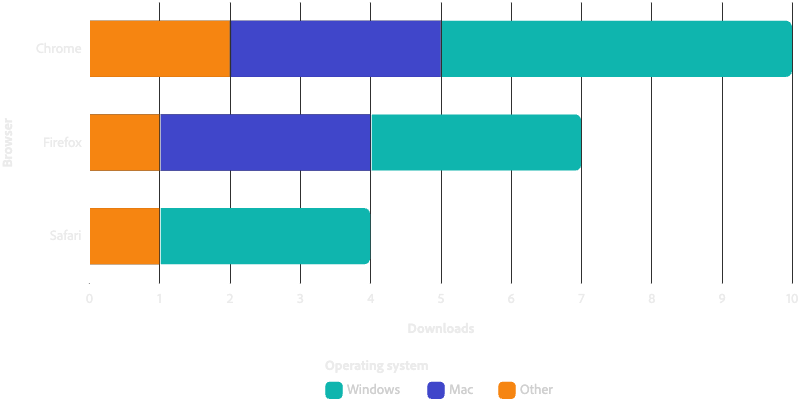 Chrome
Firefox
Safari
Browser
0 1 2 3 4 5 6 7 8 9 10
Downloads
Operating system
Windows Mac Other